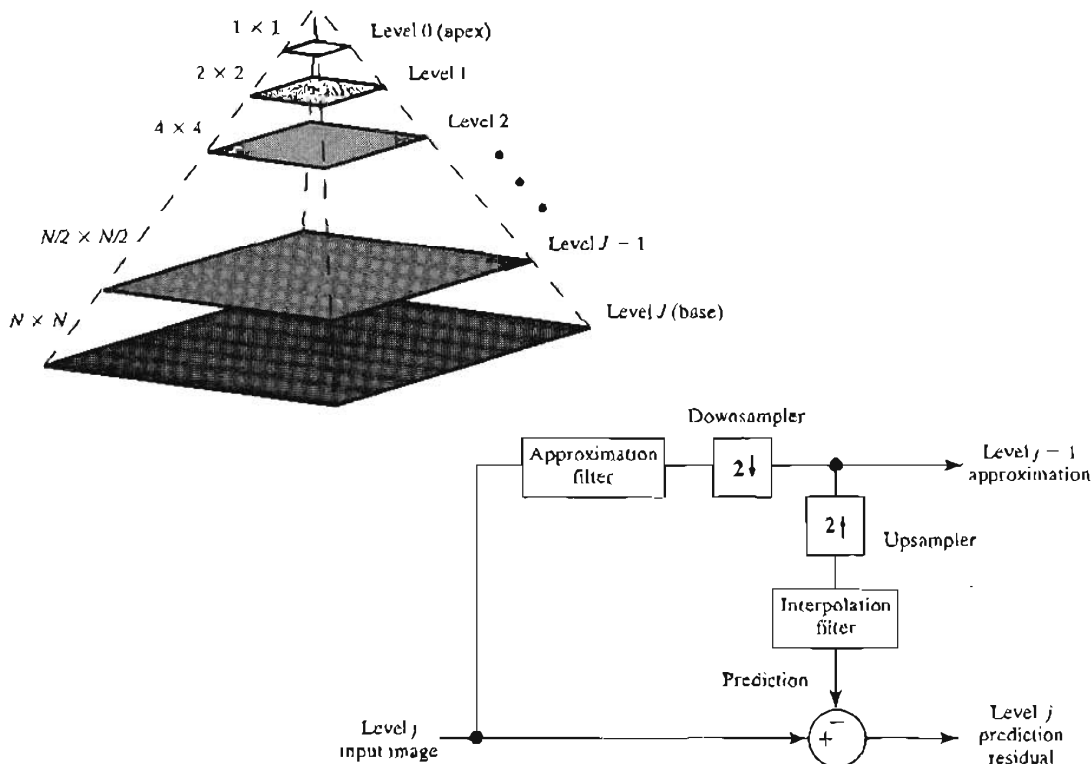 1 × 1
Level 0 (apex)
2 × 2
Level 1
4 × 4
Level 2
N/2 × N/2
Level J − 1
N × N
Level J (base)
Downsampler
Approximation
filter
2↓
Level j − 1
approximation
2↑
Upsampler
Interpolation
filter
Prediction
Level j
input image
+
−
Level j
prediction
residual